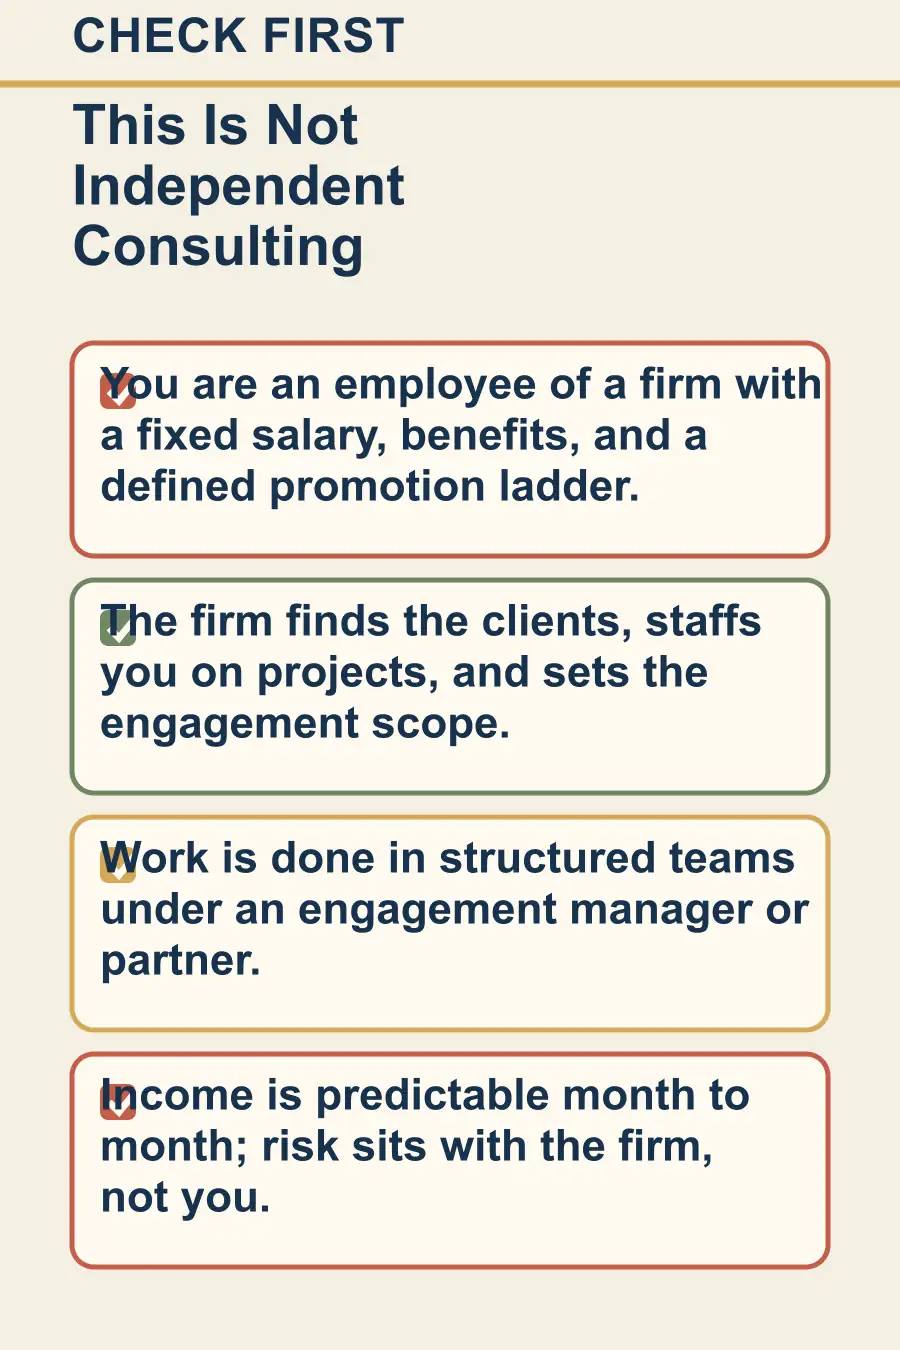 CHECK FIRST
This Is Not
Independent
Consulting
You are an employee of a firm with
a fixed salary, benefits, and a
defined promotion ladder.
The firm finds the clients, staffs
you on projects, and sets the
engagement scope.
Work is done in structured teams
under an engagement manager or
partner.
Income is predictable month to
month; risk sits with the firm,
not you.